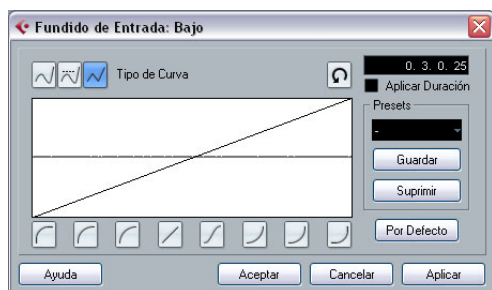 Fundido de Entrada: Bajo
Tipo de Curva
0. 3. 0. 25
Aplicar Duración
Presets
-
Guardar
Suprimir
Por Defecto
Ayuda
Aceptar
Cancelar
Aplicar